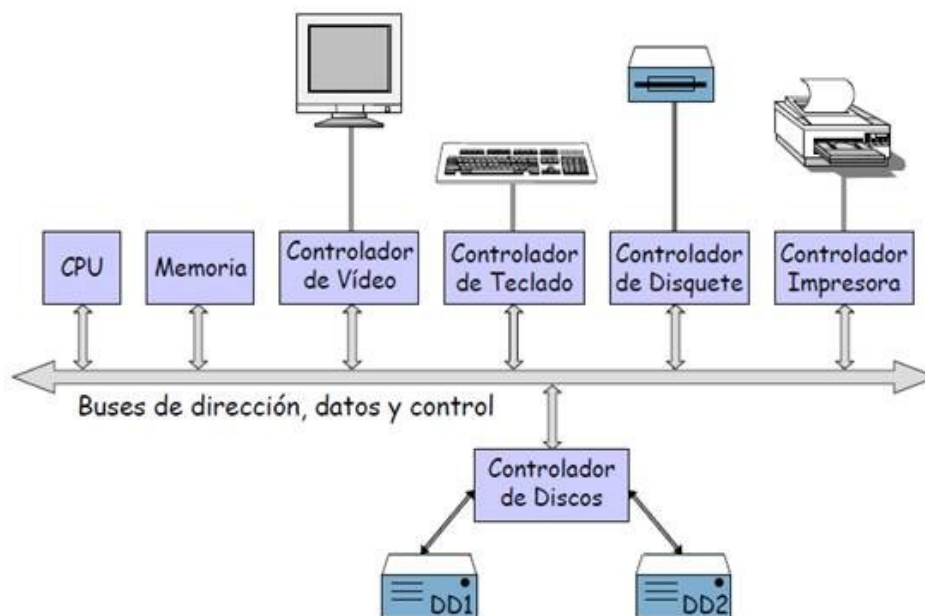 CPU
Memoria
Controlador
de Vídeo
Controlador
de Teclado
Controlador
de Disquete
Controlador
Impresora
Buses de dirección, datos y control
Controlador
de Discos
DD1
DD2